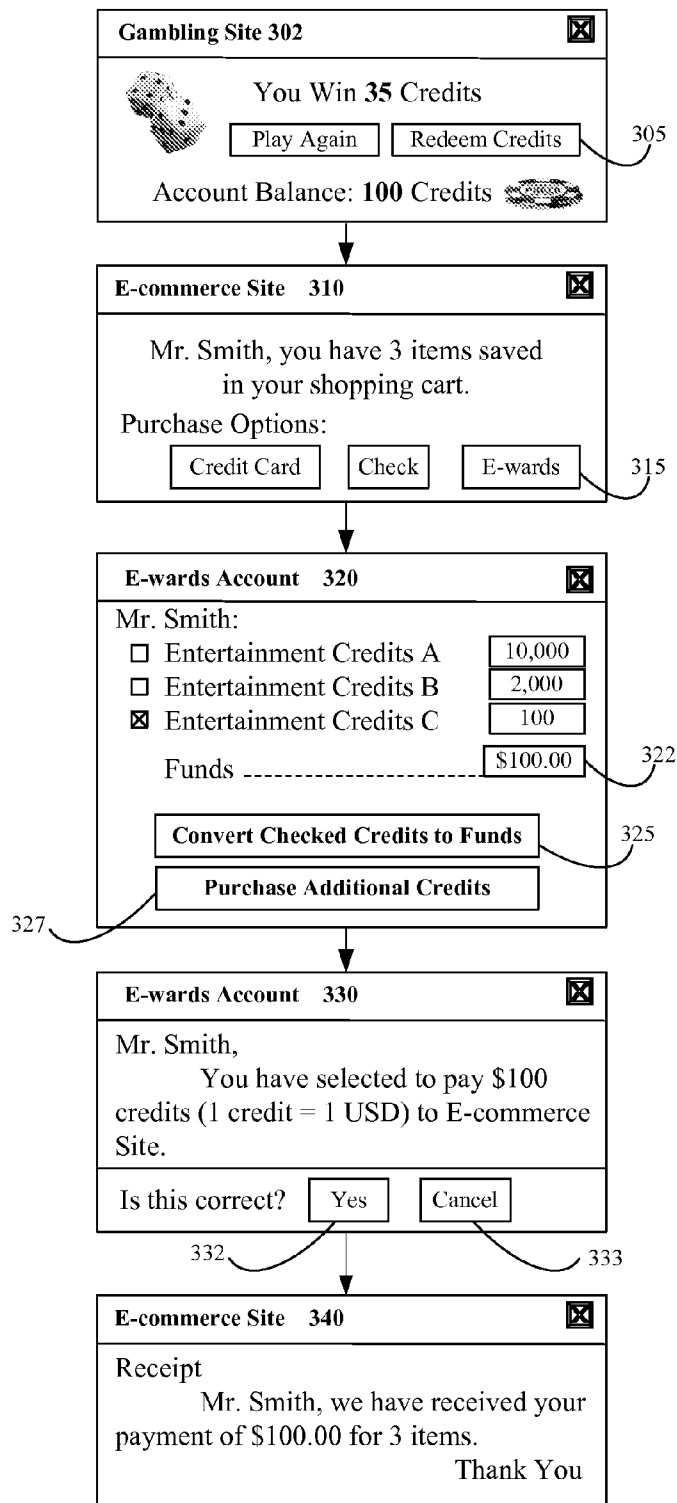 Gambling Site 302
You Win 35 Credits
Play Again Redeem Credits 305
Account Balance: 100 Credits
E-commerce Site 310
Mr. Smith, you have 3 items saved
in your shopping cart.
Purchase Options:
Credit Card Check E-wards 315
E-wards Account 320
Mr. Smith:
Entertainment Credits A 10,000
Entertainment Credits B 2,000
Entertainment Credits C 100
Funds $100.00 322
Convert Checked Credits to Funds 325
Purchase Additional Credits
327
E-wards Account 330
Mr. Smith,
You have selected to pay $100
credits (1 credit = 1 USD) to E-commerce
Site.
Is this correct? Yes Cancel
332 333
E-commerce Site 340
Receipt
Mr. Smith, we have received your
payment of $100.00 for 3 items.
Thank You